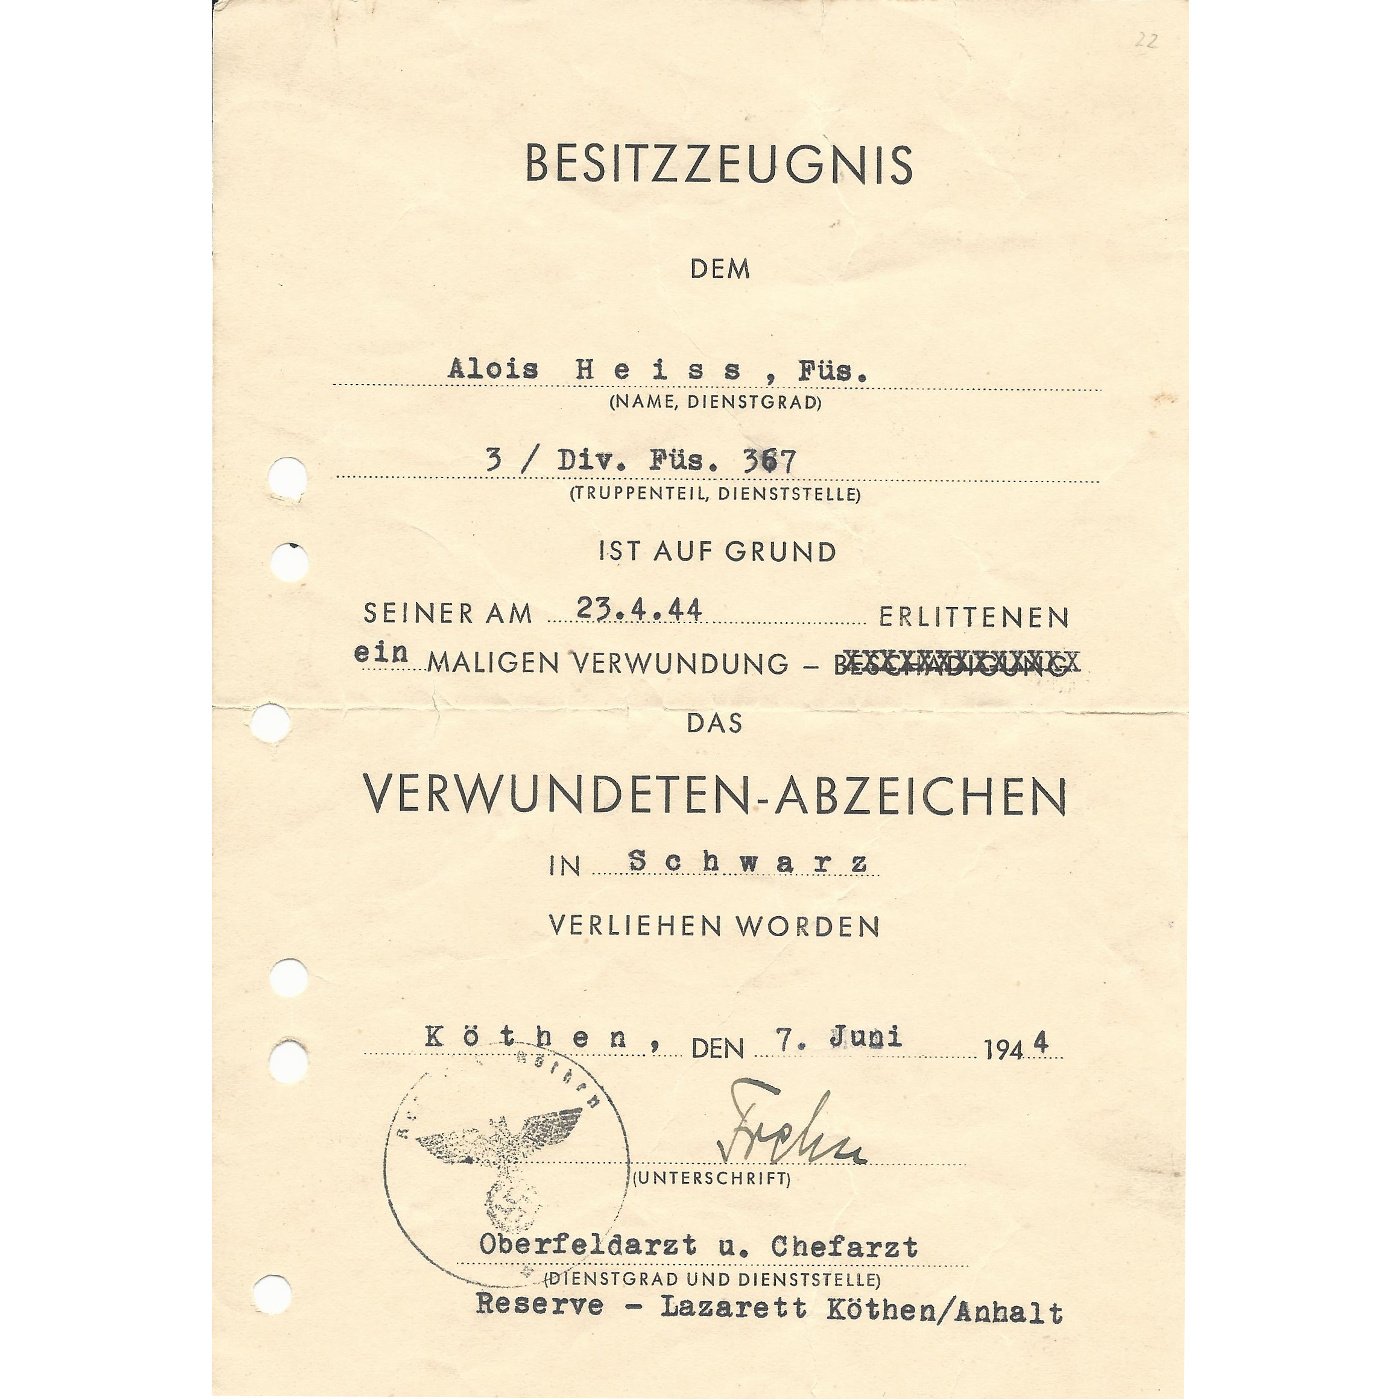 22
BESITZZEUGNIS
DEM
Alois Heiss, Füs.
(NAME, DIENSTGRAD)
3 / Div. Füs. 367
(TRUPPENTEIL, DIENSTSTELLE)
IST AUF GRUND
SEINER AM 23.4.44 ERLITTENEN
ein MALIGEN VERWUNDUNG – BESCHÄDIGUNG
DAS
VERWUNDETEN-ABZEICHEN
IN Schwarz
VERLIEHEN WORDEN
Köthen, DEN 7. Juni 1944
Köthen
(UNTERSCHRIFT)
Oberfeldarzt u. Chefarzt
(DIENSTGRAD UND DIENSTSTELLE)
Reserve - Lazarett Köthen/Anhalt